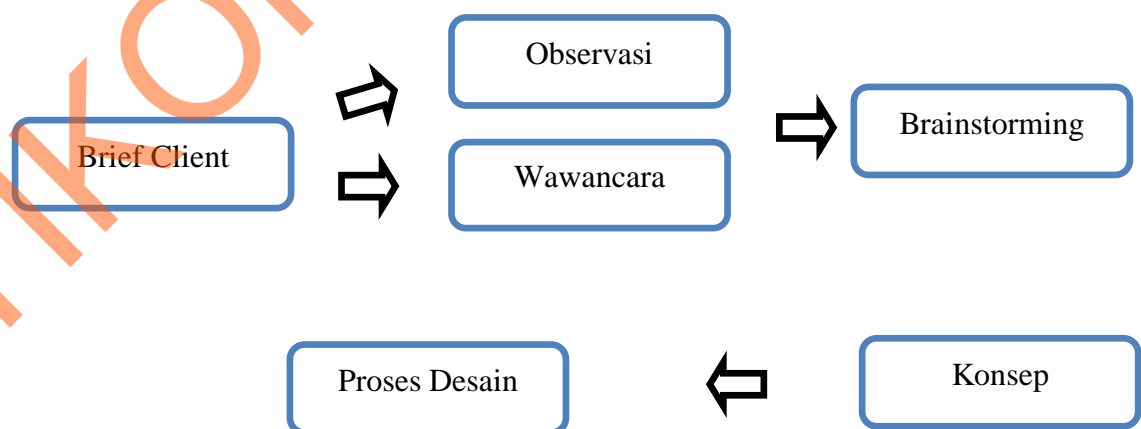 Brief Client
Observasi
Wawancara
Brainstorming
Konsep
Proses Desain